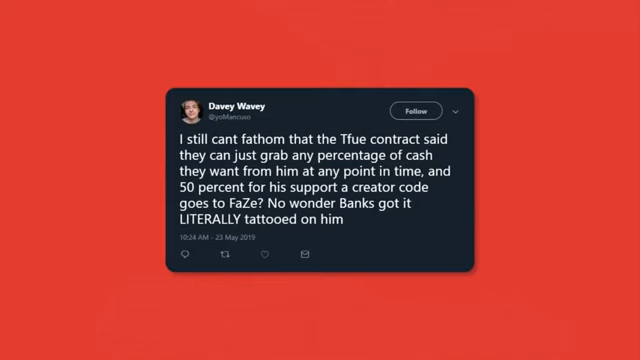 Davey Wavey
@yoMancuso
Follow
I still cant fathom that the Tfue contract said
they can just grab any percentage of cash
they want from him at any point in time, and
50 percent for his support a creator code
goes to FaZe? No wonder Banks got it
LITERALLY tattooed on him
10:24 AM - 23 May 2019